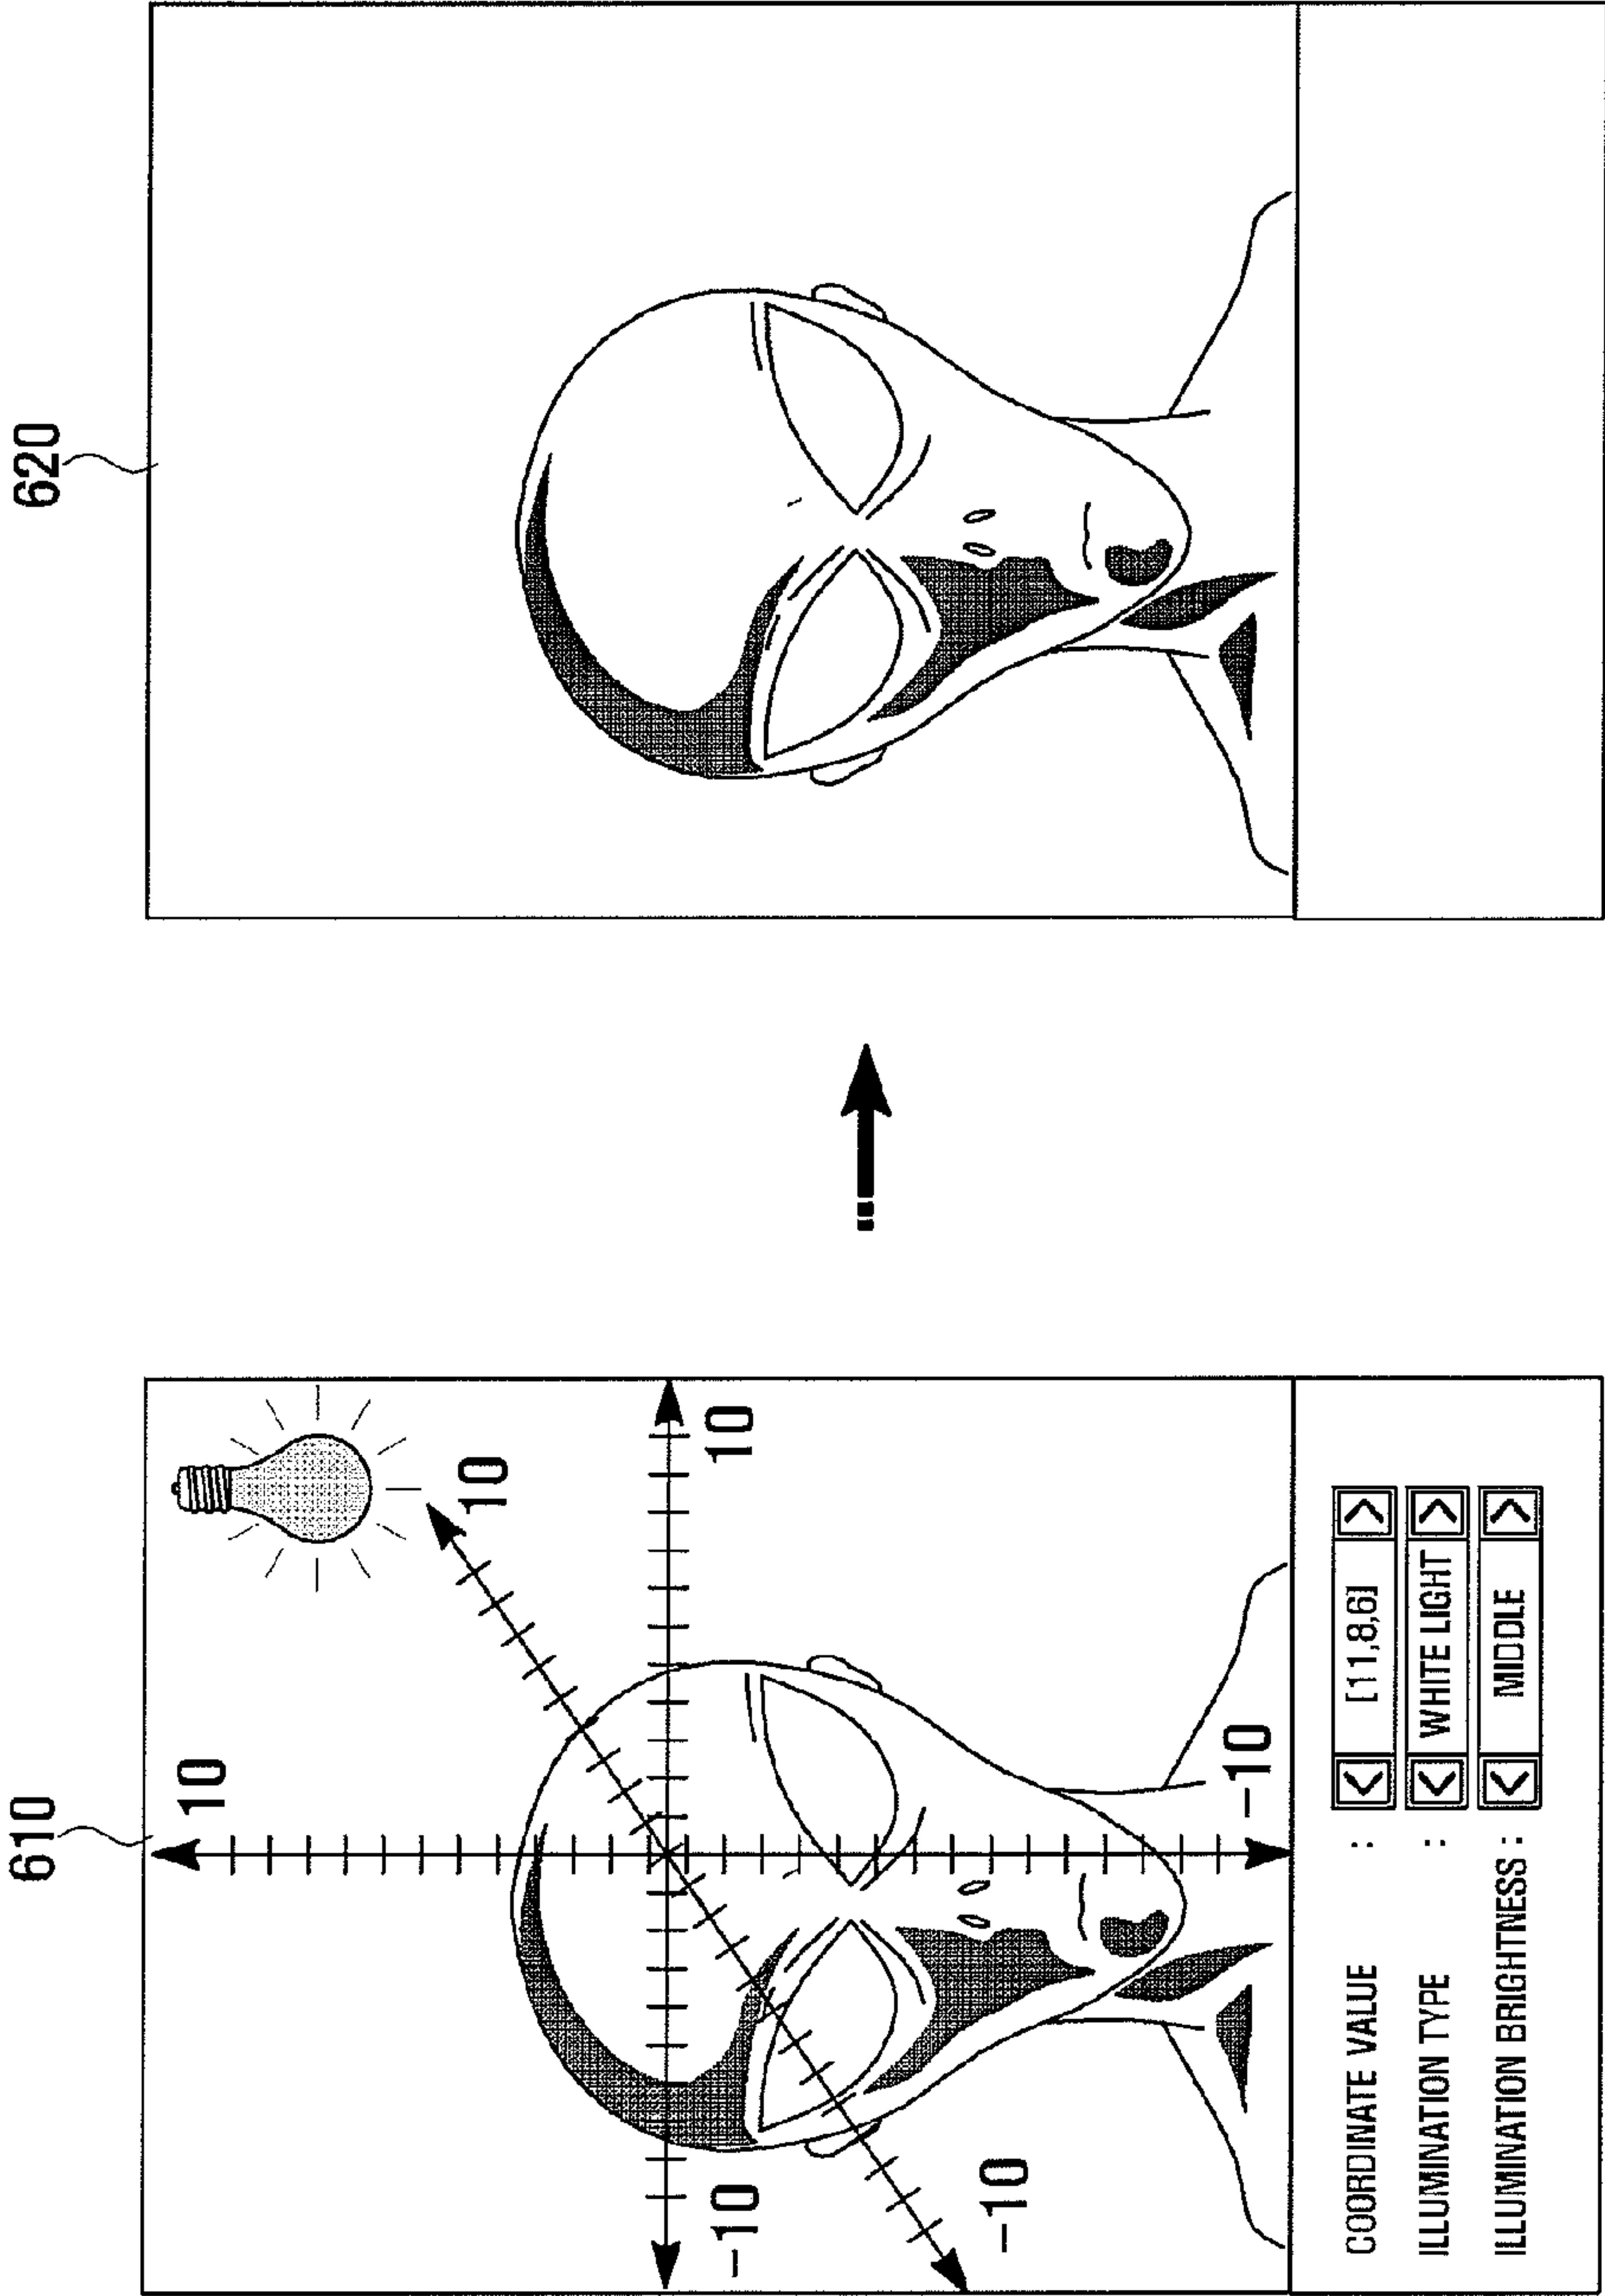 610
620
10
10
10
-10
-10
-10
COORDINATE VALUE : < [11,8,6] >
ILLUMINATION TYPE : < WHITE LIGHT >
ILLUMINATION BRIGHTNESS : < MIDDLE >